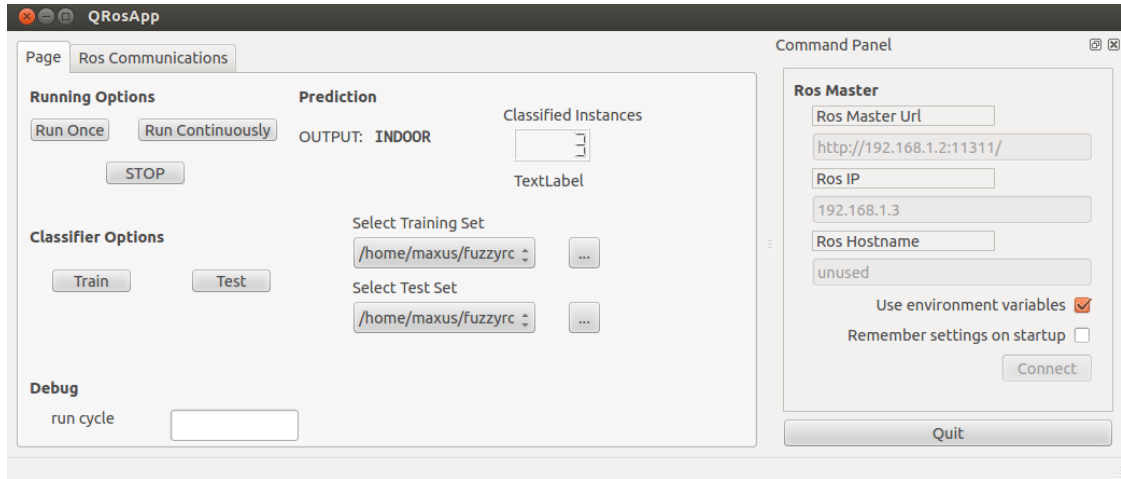 QRosApp
Page
Ros Communications
Running Options
Run Once
Run Continuously
STOP
Prediction
OUTPUT: INDOOR
Classified Instances
3
TextLabel
Classifier Options
Train
Test
Select Training Set
/home/maxus/fuzzyrc
...
Select Test Set
/home/maxus/fuzzyrc
...
Debug
run cycle
Command Panel
Ros Master
Ros Master Url
http://192.168.1.2:11311/
Ros IP
192.168.1.3
Ros Hostname
unused
Use environment variables
Remember settings on startup
Connect
Quit